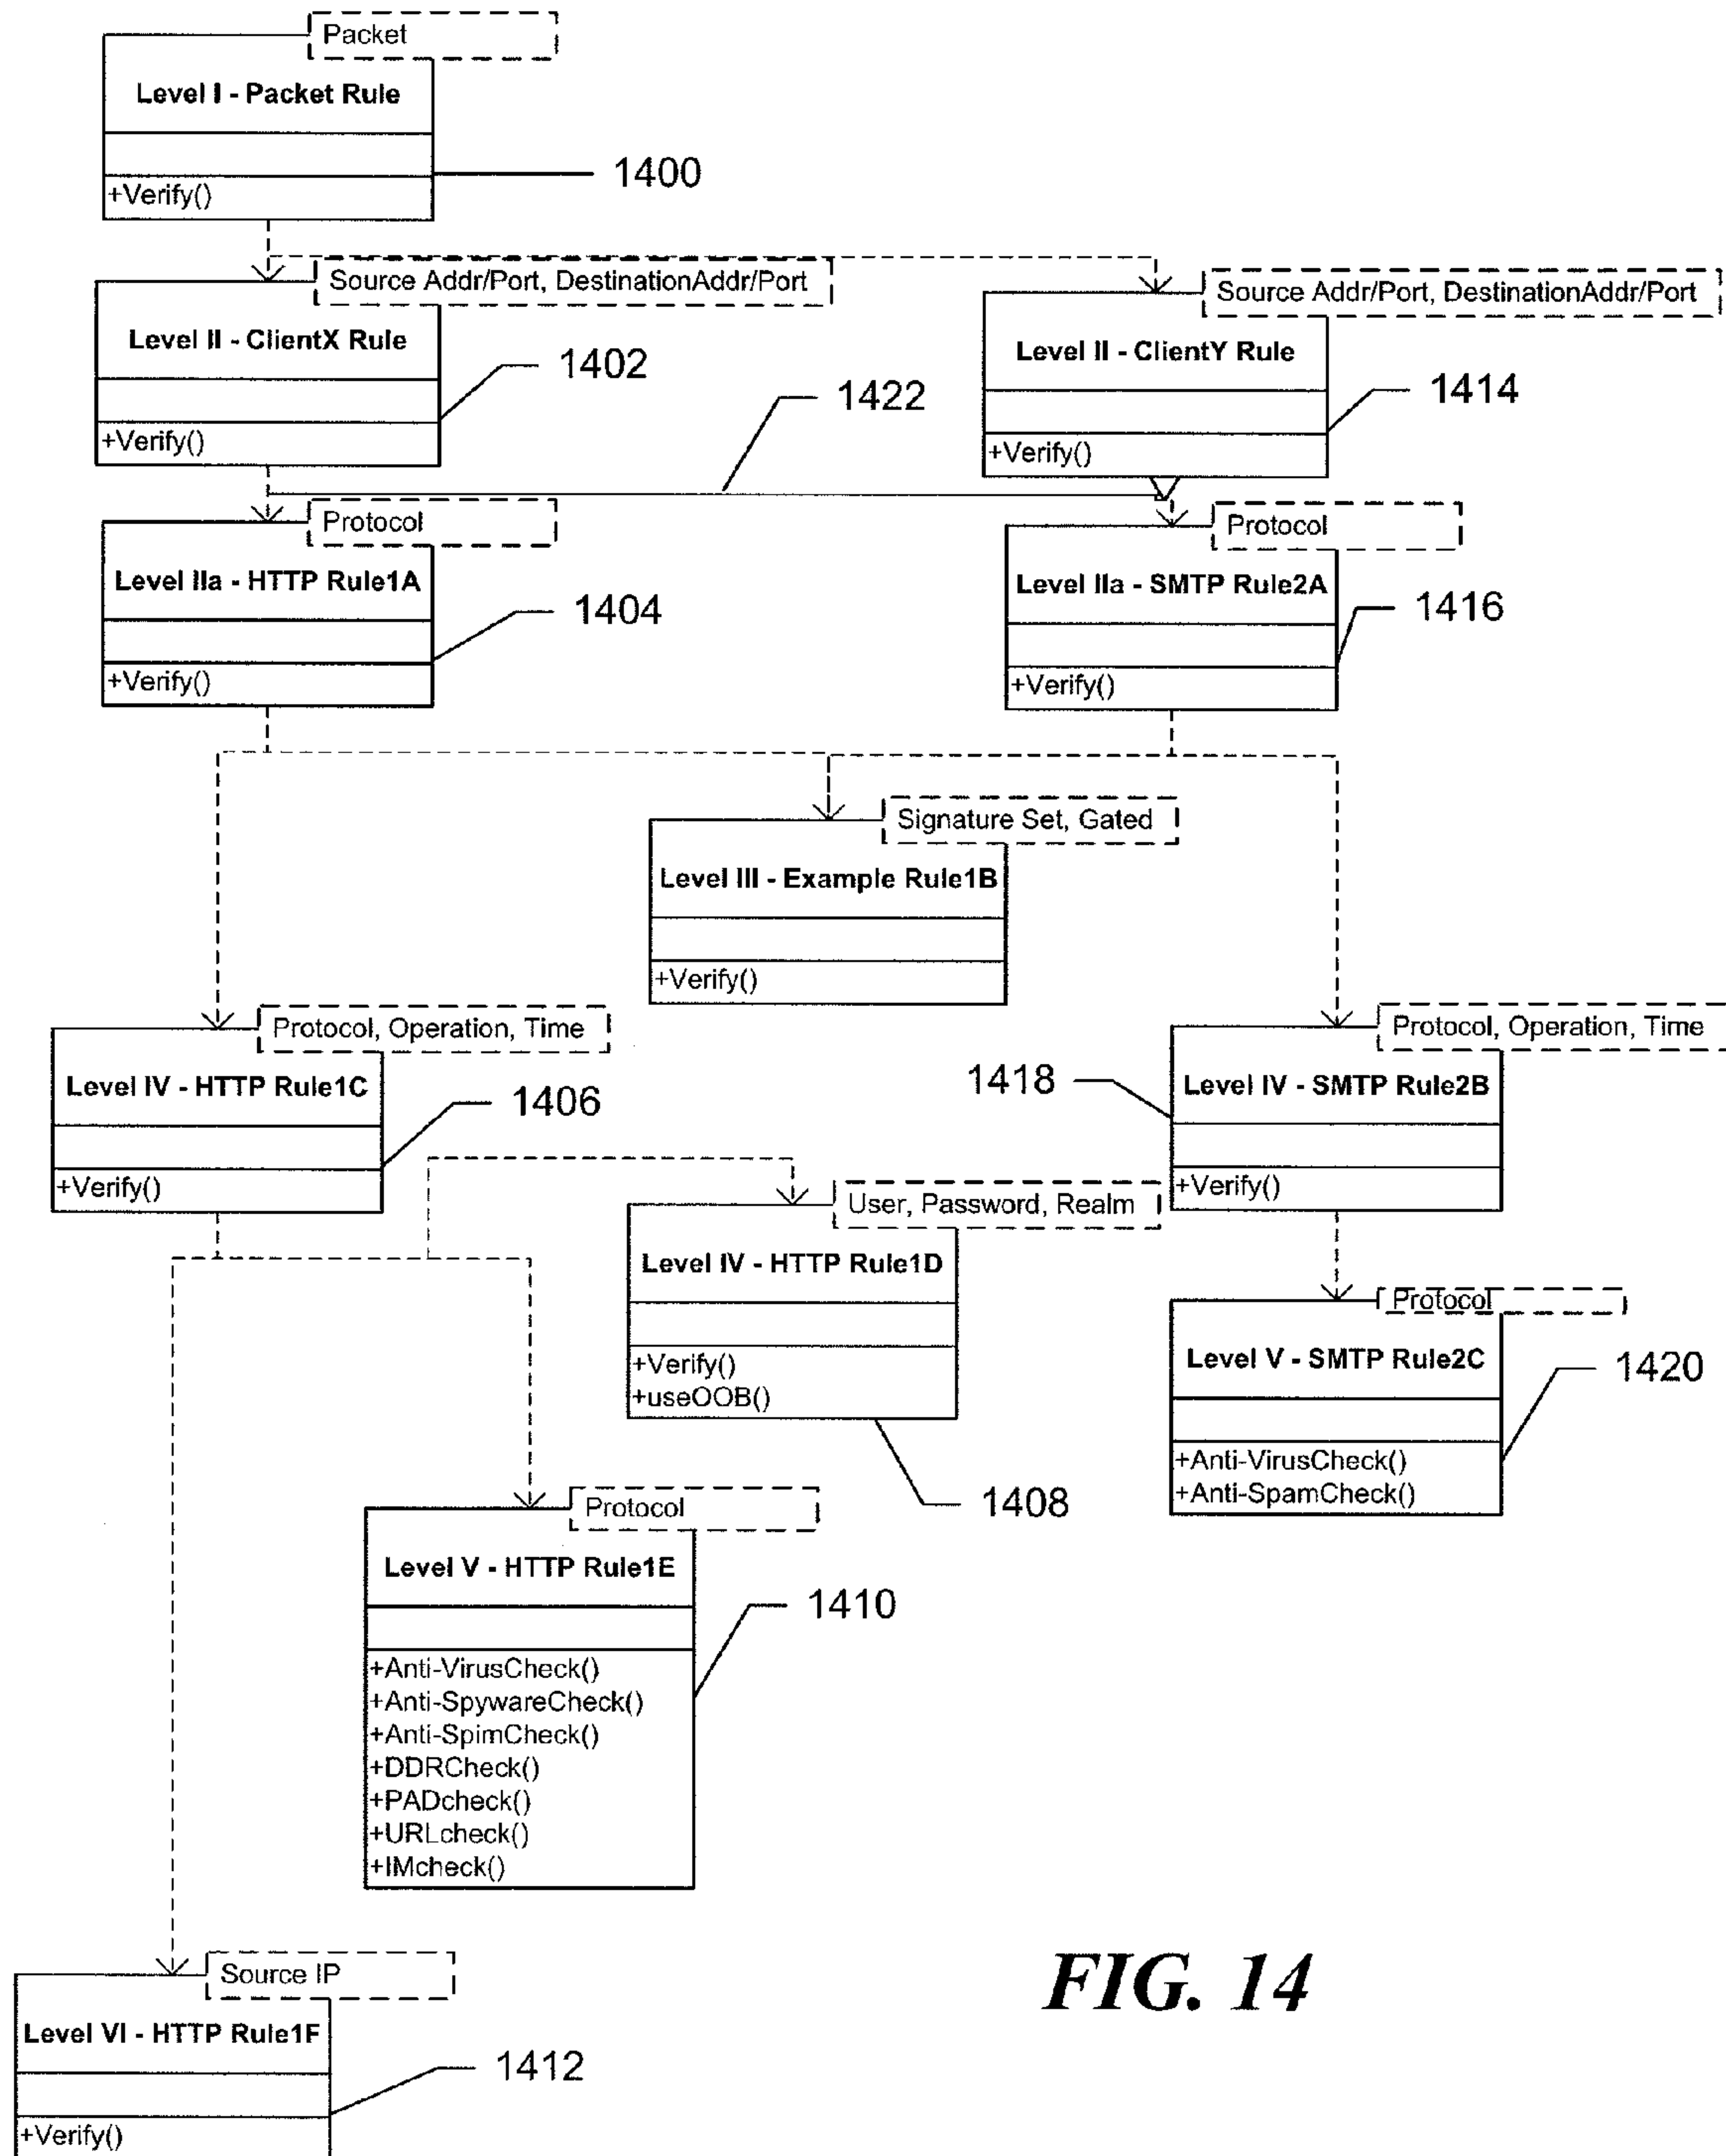 Packet
Level I - Packet Rule
1400
+Verify()
Source Addr/Port, DestinationAddr/Port
Source Addr/Port, DestinationAddr/Port
Level II - ClientX Rule
Level II - ClientY Rule
1402
1422
1414
+Verify()
+Verify()
Protocol
Protocol
Level IIa - HTTP Rule1A
Level IIa - SMTP Rule2A
1404
1416
+Verify()
+Verify()
Signature Set, Gated
Level III - Example Rule1B
+Verify()
Protocol, Operation, Time
Protocol, Operation, Time
Level IV - HTTP Rule1C
1418
Level IV - SMTP Rule2B
1406
+Verify()
+Verify()
User, Password, Realm
Level IV - HTTP Rule1D
Protocol
+Verify()
+useOOB()
Level V - SMTP Rule2C
1420
+Anti-VirusCheck()
+Anti-SpamCheck()
1408
Protocol
Level V - HTTP Rule1E
1410
+Anti-VirusCheck()
+Anti-SpywareCheck()
+Anti-SpimCheck()
+DDRCheck()
+PADcheck()
+URLcheck()
+IMcheck()
Source IP
FIG. 14
Level VI - HTTP Rule1F
1412
+Verify()